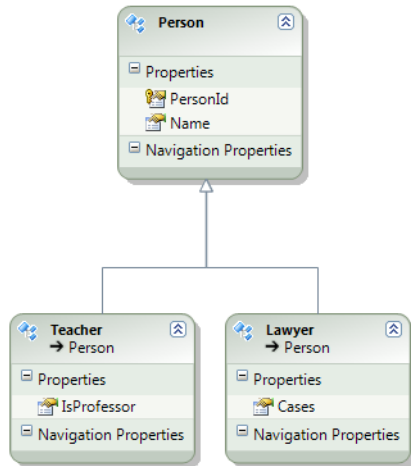 Person
Properties
PersonId
Name
Navigation Properties
Teacher
→ Person
Properties
IsProfessor
Navigation Properties
Lawyer
→ Person
Properties
Cases
Navigation Properties